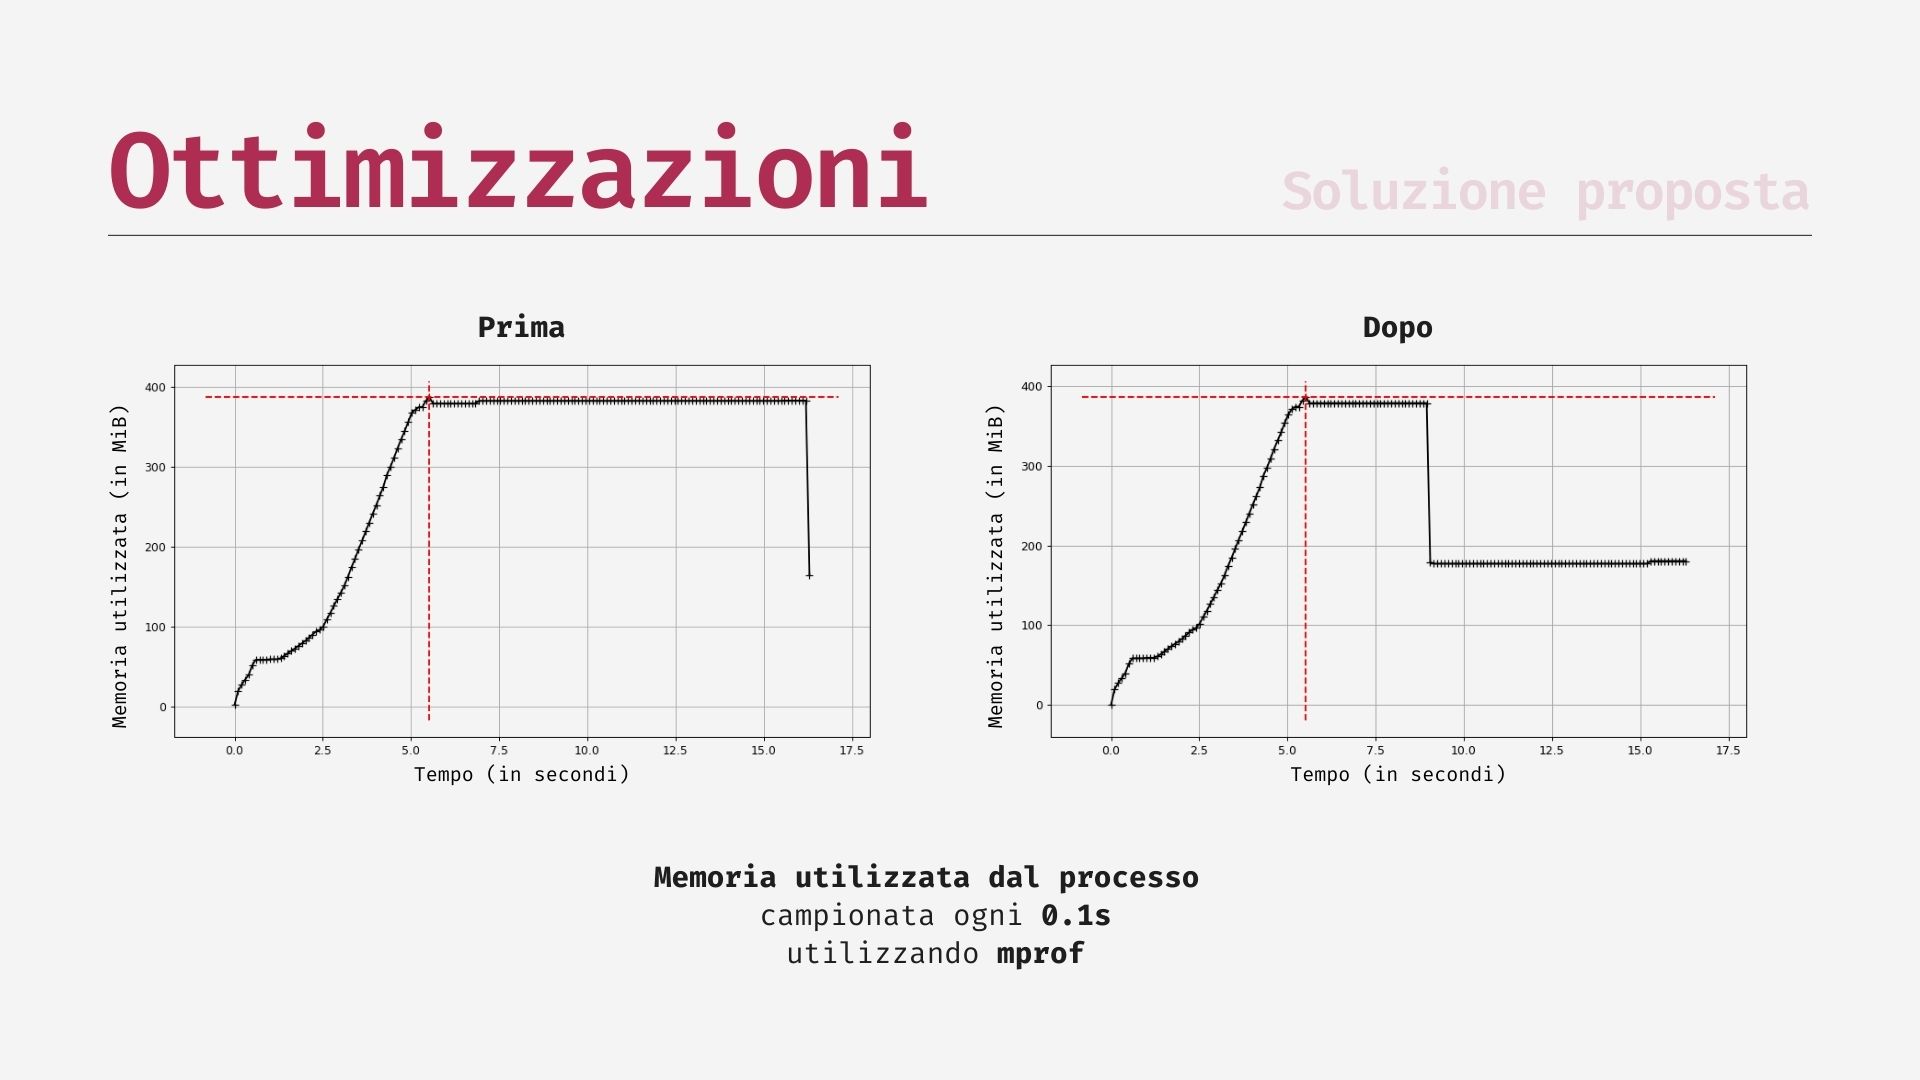 Ottimizzazioni
Soluzione proposta
Prima
400
300
200
100
0
Memoria utilizzata (in MiB)
0.0 2.5 5.0 7.5 10.0 12.5 15.0 17.5
Tempo (in secondi)
Dopo
400
300
200
100
0
Memoria utilizzata (in MiB)
0.0 2.5 5.0 7.5 10.0 12.5 15.0 17.5
Tempo (in secondi)
Memoria utilizzata dal processo
campionata ogni 0.1s
utilizzando mprof